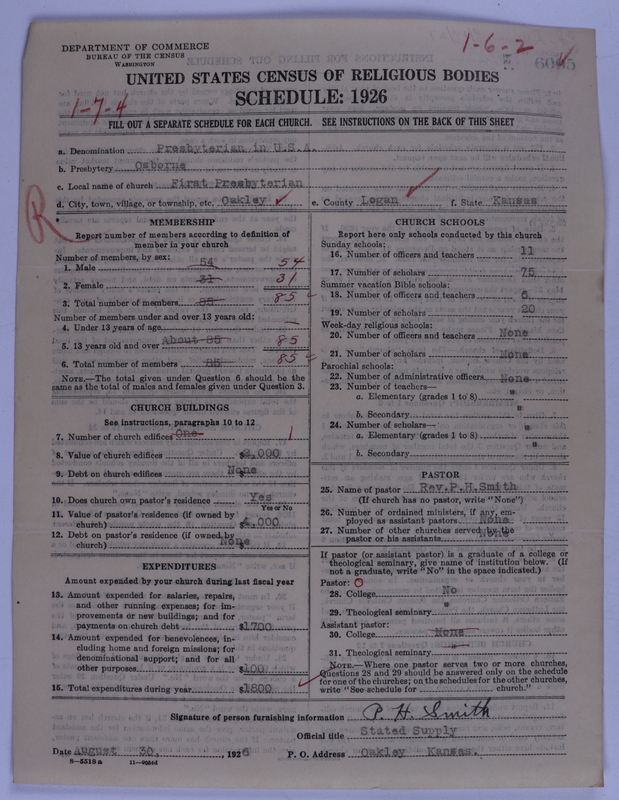 DEPARTMENT OF COMMERCE
BUREAU OF THE CENSUS
WASHINGTON
1-6-2
UNITED STATES CENSUS OF RELIGIOUS BODIES
SCHEDULE: 1926
1-7-4
FILL OUT A SEPARATE SCHEDULE FOR EACH CHURCH. SEE INSTRUCTIONS ON THE BACK OF THIS SHEET
a. Denomination Presbyterian in U.S.A.
b. Presbytery Osborne
c. Local name of church First Presbyterian
d. City, town, village, or township, etc. Oakley e. County Logan f. State Kansas
R
MEMBERSHIP
Report number of members according to definition of
member in your church
Number of members, by sex:
1. Male 54 54
2. Female 31 31
3. Total number of members 85 85
Number of members under and over 13 years old:
4. Under 13 years of age —
5. 13 years old and over About 85 85
6. Total number of members 85 85
NOTE.—The total given under Question 6 should be the
same as the total of males and females given under Question 3.
CHURCH BUILDINGS
See instructions, paragraphs 10 to 12
7. Number of church edifices One 1
8. Value of church edifices $2,000
9. Debt on church edifices None
10. Does church own pastor's residence Yes
Yes or No
11. Value of pastor's residence (if owned by
church) $4,000
12. Debt on pastor's residence (if owned by
church) None
EXPENDITURES
Amount expended by your church during last fiscal year
13. Amount expended for salaries, repairs,
and other running expenses; for im-
provements or new buildings; and for
payments on church debt $1700
14. Amount expended for benevolences, in-
cluding home and foreign missions; for
denominational support; and for all
other purposes $100
15. Total expenditures during year $1800
CHURCH SCHOOLS
Report here only schools conducted by this church
Sunday schools:
16. Number of officers and teachers 11
17. Number of scholars 75
Summer vacation Bible schools:
18. Number of officers and teachers 5
19. Number of scholars 20
Week-day religious schools:
20. Number of officers and teachers None
21. Number of scholars None
Parochial schools:
22. Number of administrative officers None
23. Number of teachers—
a. Elementary (grades 1 to 8) "
b. Secondary "
24. Number of scholars—
a. Elementary (grades 1 to 8) "
b. Secondary "
PASTOR
25. Name of pastor Rev.P.H.Smith
(If church has no pastor, write "None")
26. Number of ordained ministers, if any, em-
ployed as assistant pastors None
27. Number of other churches served by the
pastor or his assistants None
If pastor (or assistant pastor) is a graduate of a college or
theological seminary, give name of institution below. (If
not a graduate, write "No" in the space indicated.)
Pastor: O
28. College No
29. Theological seminary "
Assistant pastor:
30. College None
31. Theological seminary "
NOTE.—Where one pastor serves two or more churches,
Questions 28 and 29 should be answered only on the schedule
for one of the churches; on the schedules for the other churches,
write "See schedule for church."
Signature of person furnishing information P. H. Smith
Official title Stated Supply
Date August 30, 1926 P. O. Address Oakley Kansas.
8—5518 a